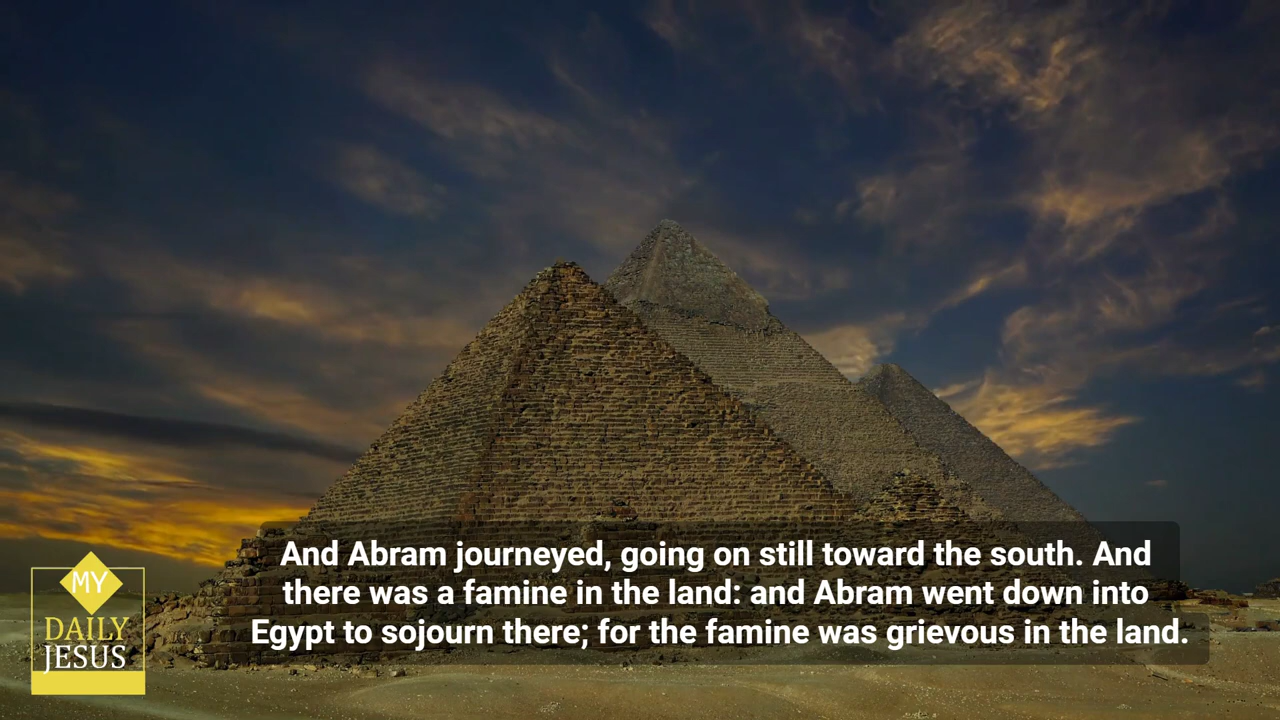 And Abram journeyed, going on still toward the south. And
there was a famine in the land: and Abram went down into
Egypt to sojourn there; for the famine was grievous in the land.
MY
DAILY
JESUS